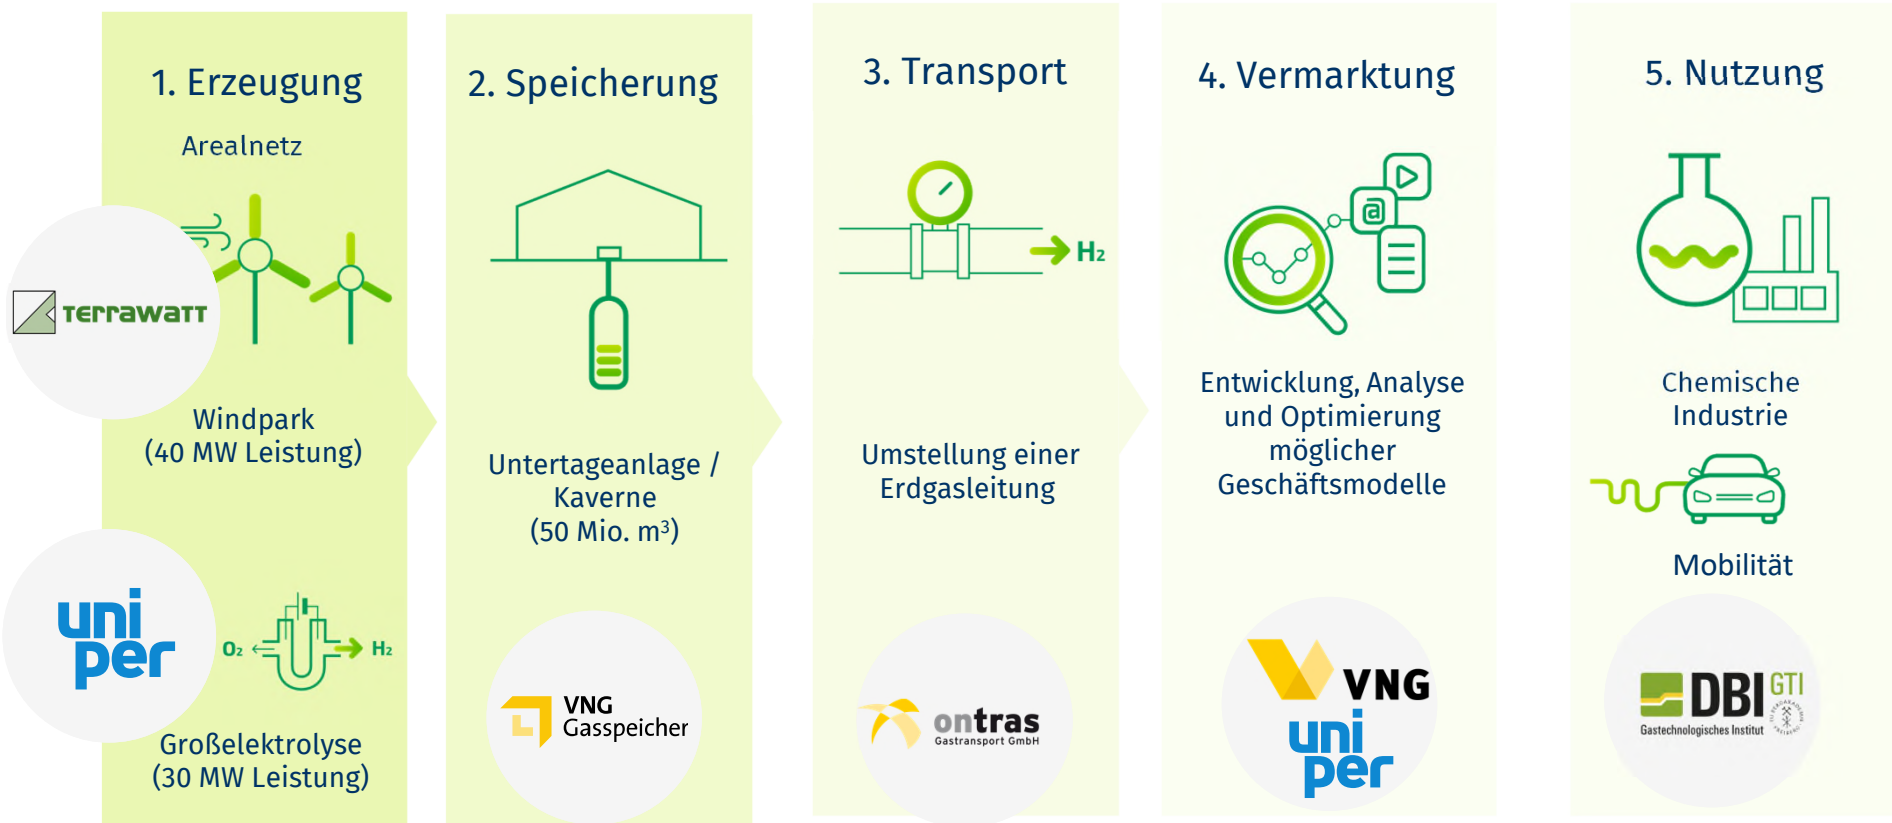 1. Erzeugung
Arealnetz
TERRAWATT
Windpark
(40 MW Leistung)
uni
per
O₂
H₂
Großelektrolyse
(30 MW Leistung)
2. Speicherung
Untertageanlage /
Kaverne
(50 Mio. m³)
VNG
Gasspeicher
3. Transport
H₂
Umstellung einer
Erdgasleitung
ontras
Gastransport GmbH
4. Vermarktung
@
Entwicklung, Analyse
und Optimierung
möglicher
Geschäftsmodelle
VNG
uni
per
5. Nutzung
Chemische
Industrie
Mobilität
DBI GTI
Gastechnologisches Institut